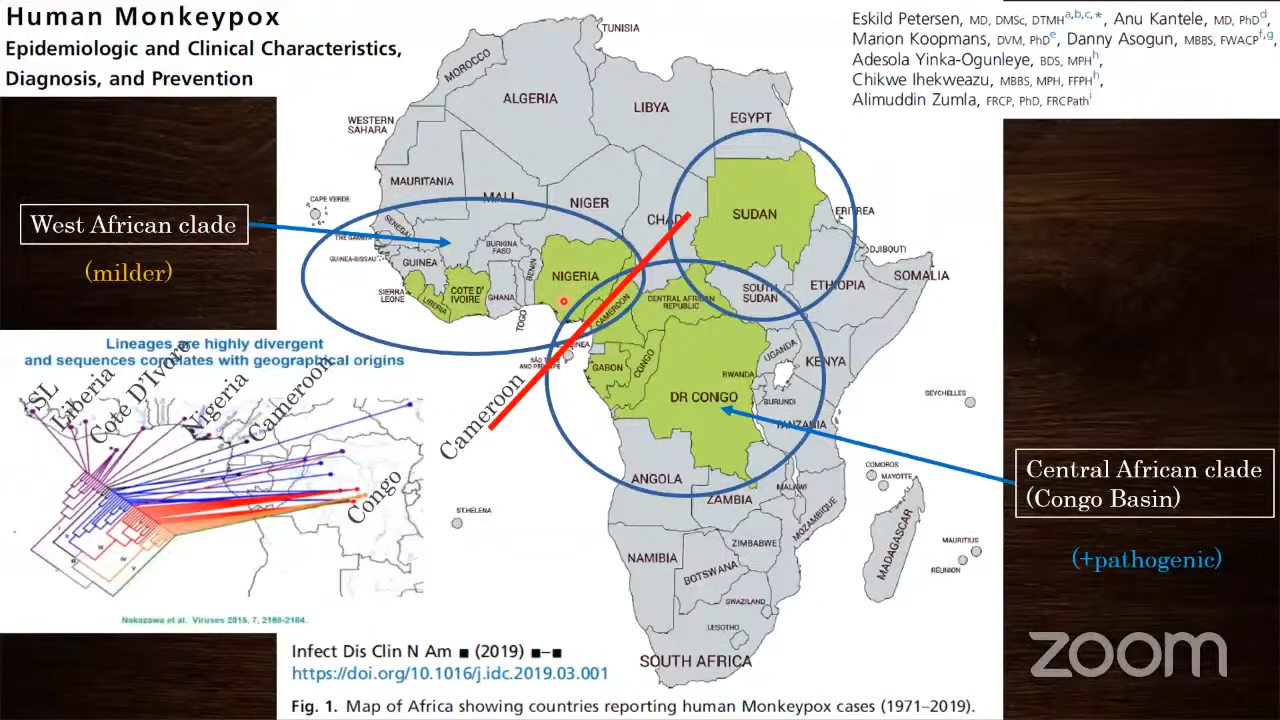 Human Monkeypox
Epidemiologic and Clinical Characteristics,
Diagnosis, and Prevention
Eskild Petersen, MD, DMSc, DTMH a,b,c,*, Anu Kantele, MD, PhD d,
Marion Koopmans, DVM, PhD e, Danny Asogun, MBBS, FWACP f,g,
Adesola Yinka-Ogunleye, BDS, MPH h,
Chikwe Ihekweazu, MBBS, MPH, FFPH h,
Alimuddin Zumla, FRCP, PhD, FRCPath i
West African clade
(milder)
TUNISIA
MOROCCO
ALGERIA
LIBYA
EGYPT
WESTERN
SAHARA
MAURITANIA
MALI
NIGER
CHAD
SUDAN
ERITREA
CAPE VERDE
SENEGAL
THE GAMBIA
GUINEA-BISSAU
GUINEA
SIERRA
LEONE
LIBERIA
COTE D'
IVOIRE
BURKINA
FASO
GHANA
TOGO
BENIN
NIGERIA
CAMEROON
CENTRAL AFRICAN
REPUBLIC
SOUTH
SUDAN
ETHIOPIA
DJIBOUTI
SOMALIA
GABON
CONGO
DR CONGO
UGANDA
RWANDA
BURUNDI
KENYA
TANZANIA
SEYCHELLES
COMOROS
MAYOTTE
ANGOLA
ZAMBIA
MALAWI
MOZAMBIQUE
ST.HELENA
NAMIBIA
ZIMBABWE
BOTSWANA
MADAGASCAR
MAURITIUS
RÉUNION
SWAZILAND
LESOTHO
SOUTH AFRICA
Cameroon
Central African clade
(Congo Basin)
(+pathogenic)
Lineages are highly divergent
and sequences correlates with geographical origins
SL
Liberia
Cote D'Ivore
Nigeria
Cameroon
Congo
Nakazawa et al. Viruses 2015, 7, 2168-2184.
Infect Dis Clin N Am ■ (2019) ■–■
https://doi.org/10.1016/j.idc.2019.03.001
Fig. 1. Map of Africa showing countries reporting human Monkeypox cases (1971–2019).
zoom